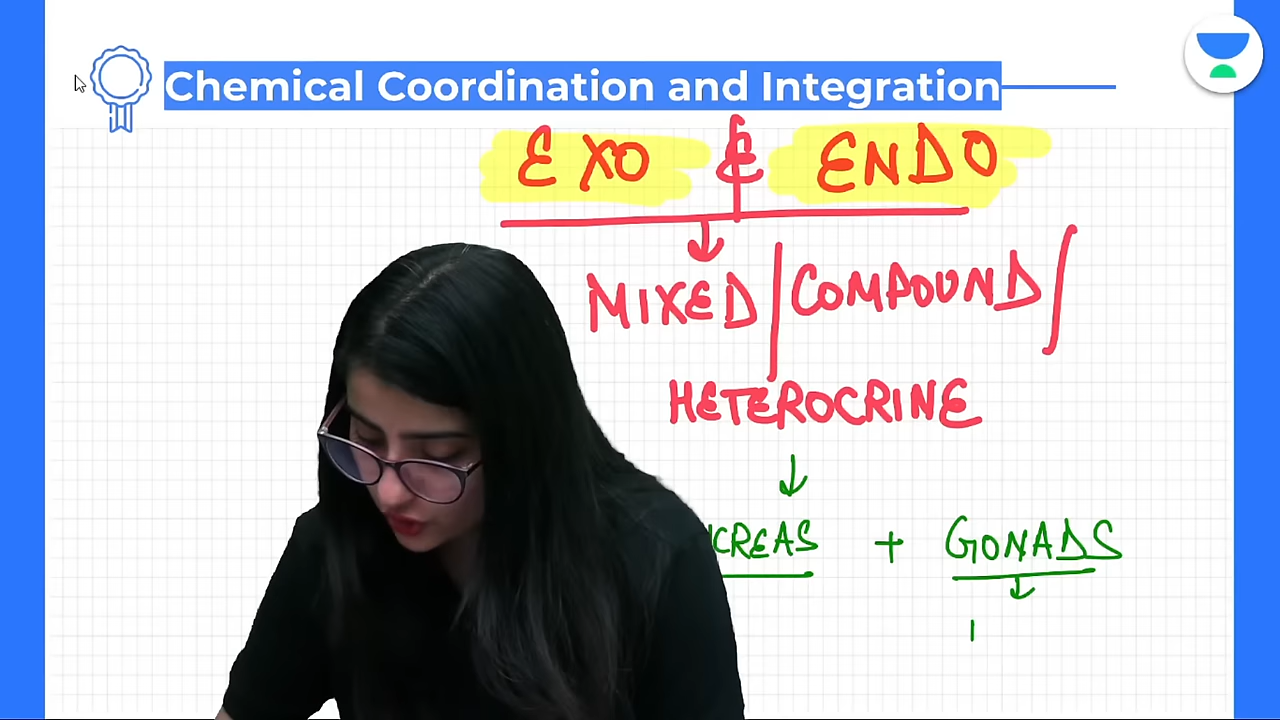 Chemical Coordination and Integration
EXO & ENDO
MIXED/COMPOUND/
HETEROCRINE
CREAS + GONADS